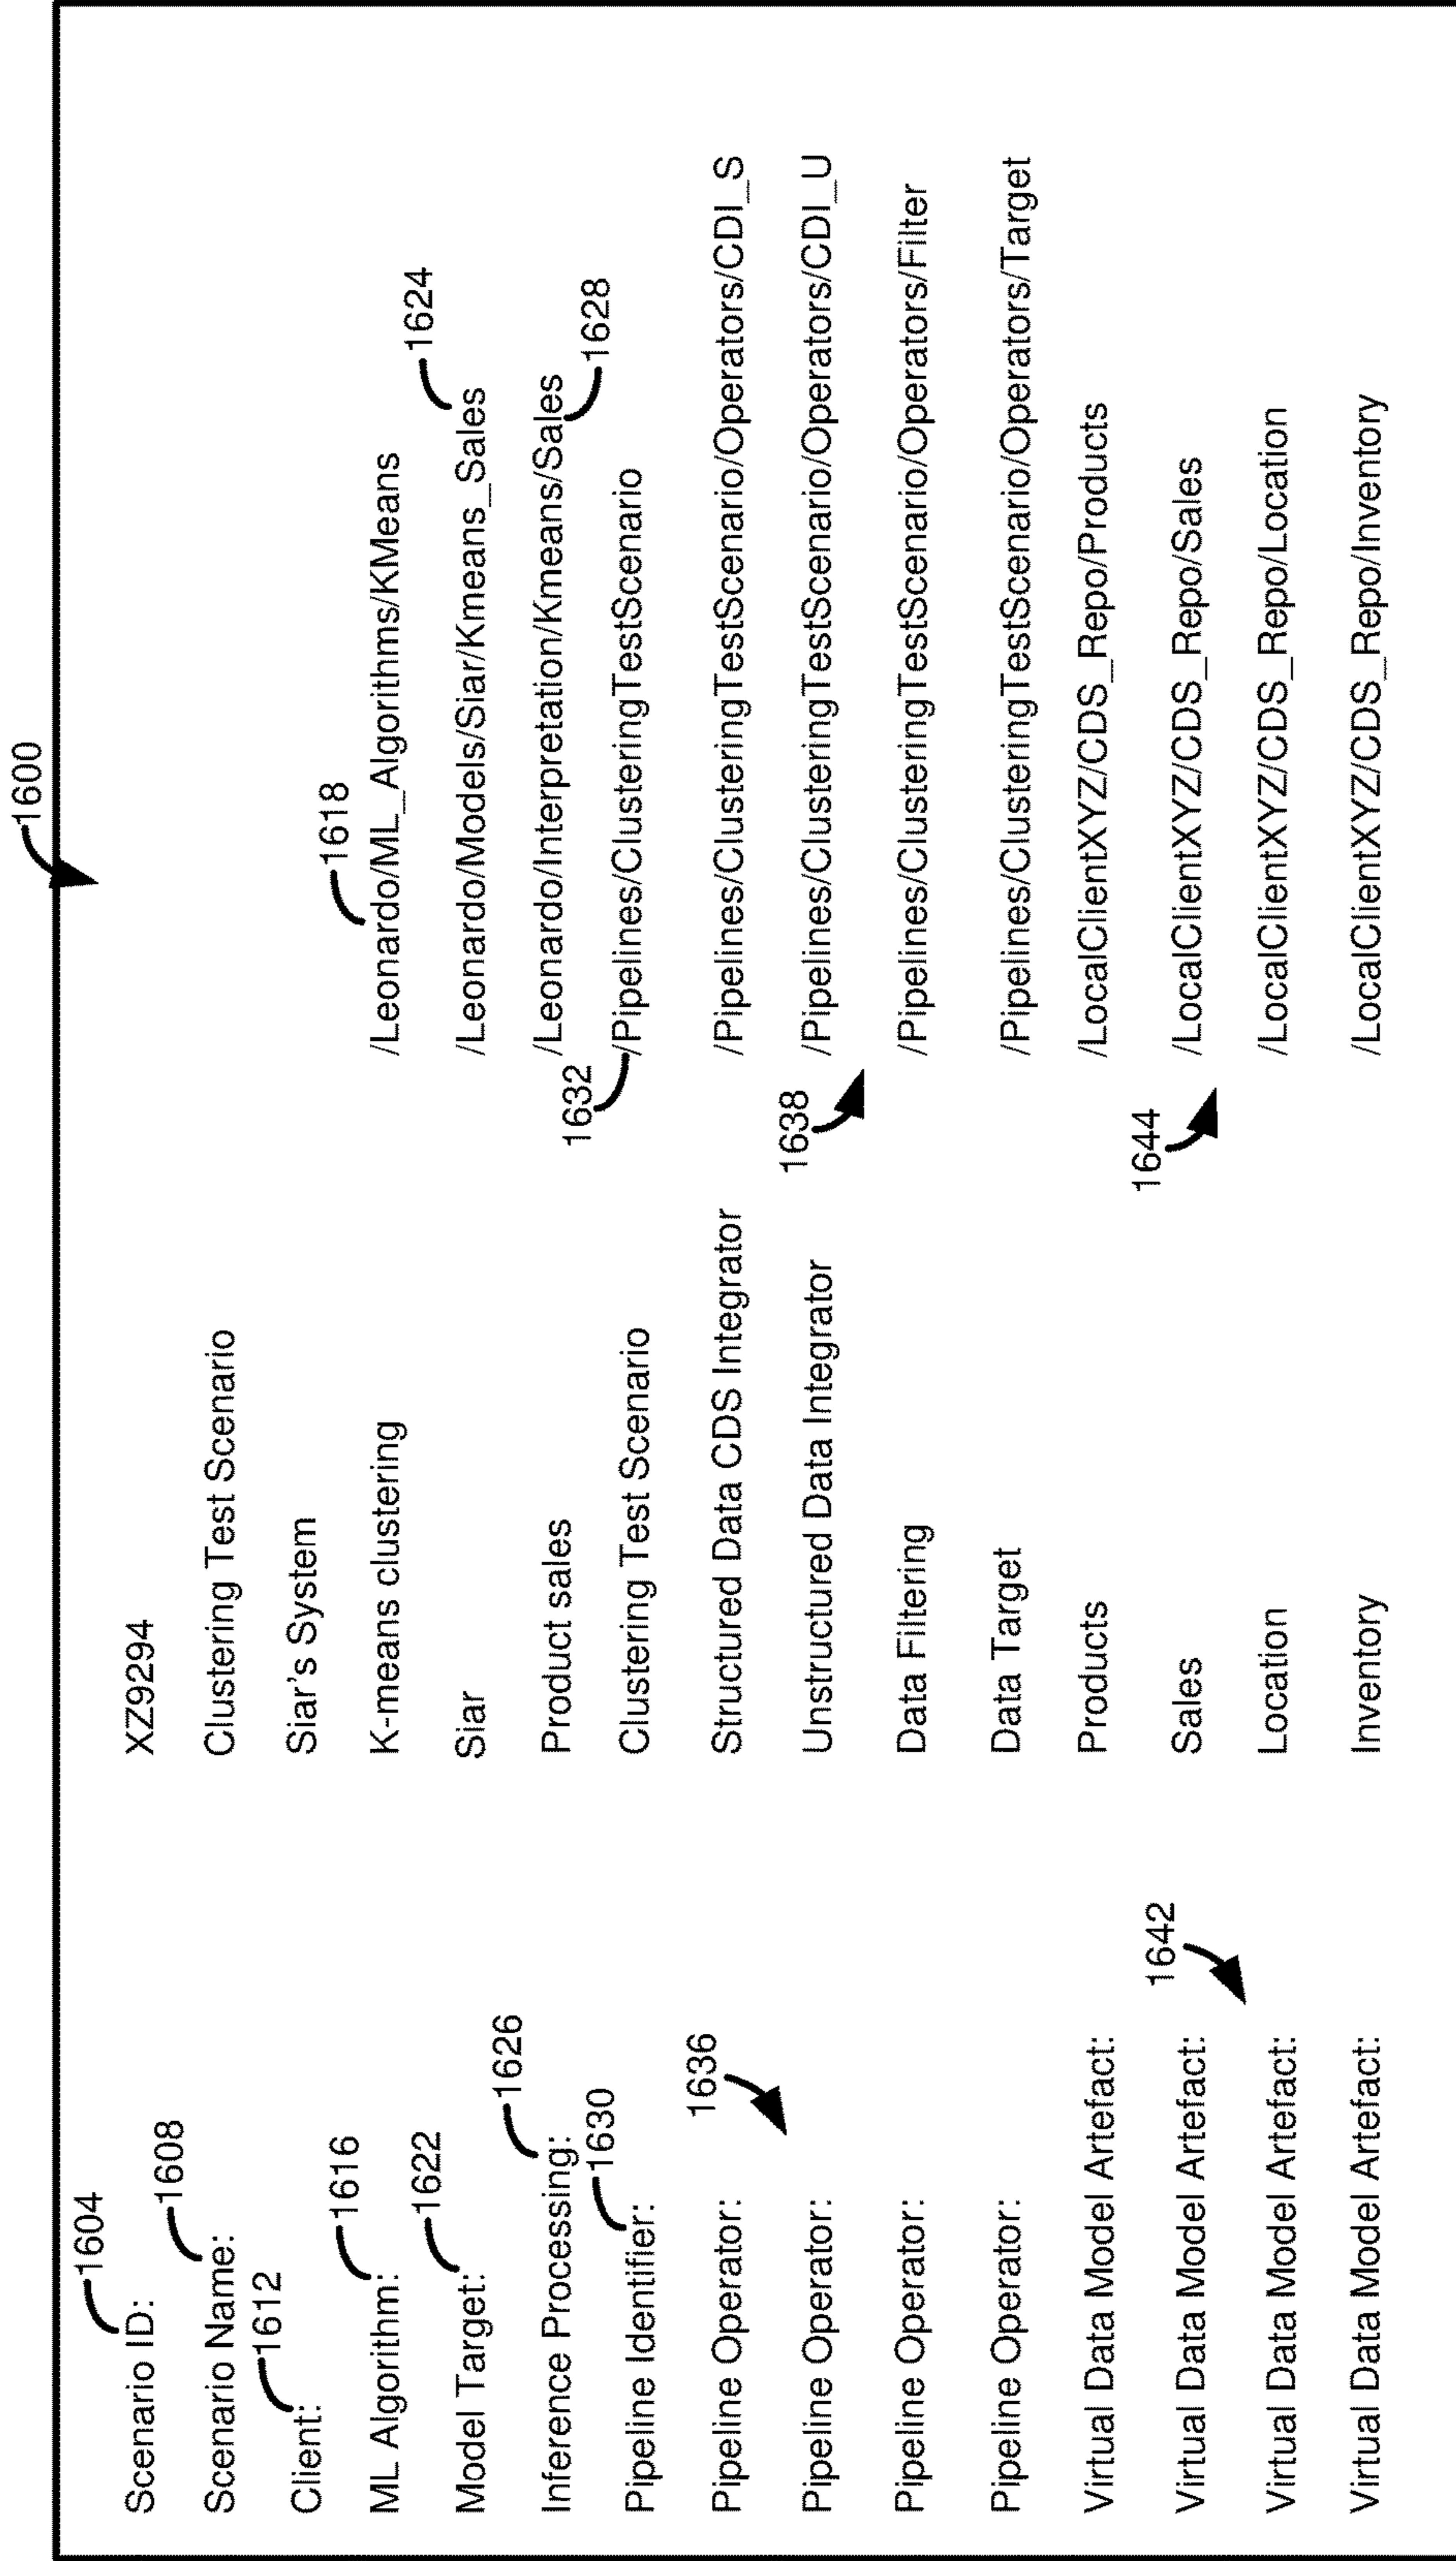 1600
1604
Scenario ID: XZ9294
1608
Scenario Name: Clustering Test Scenario
1612
Client: Siar's System
1616
1618
ML Algorithm: K-means clustering /Leonardo/ML_Algorithms/KMeans
1622
1624
Model Target: Siar /Leonardo/Models/Siar/Kmeans_Sales
1626
Inference Processing: Product sales /Leonardo/Interpretation/Kmeans/Sales
1628
1630
1632
Pipeline Identifier: Clustering Test Scenario /Pipelines/ClusteringTestScenario
1636
Pipeline Operator: Structured Data CDS Integrator /Pipelines/ClusteringTestScenario/Operators/CDI_S
1638
Pipeline Operator: Unstructured Data Integrator /Pipelines/ClusteringTestScenario/Operators/CDI_U
Pipeline Operator: Data Filtering /Pipelines/ClusteringTestScenario/Operators/Filter
Pipeline Operator: Data Target /Pipelines/ClusteringTestScenario/Operators/Target
Virtual Data Model Artefact: Products /LocalClientXYZ/CDS_Repo/Products
1642
1644
Virtual Data Model Artefact: Sales /LocalClientXYZ/CDS_Repo/Sales
Virtual Data Model Artefact: Location /LocalClientXYZ/CDS_Repo/Location
Virtual Data Model Artefact: Inventory /LocalClientXYZ/CDS_Repo/Inventory